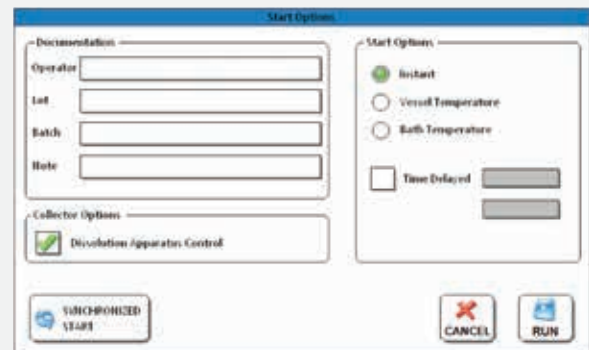 Start Options
Documentation
Operator
Lot
Batch
Note
Collector Options
Dissolution Apparatus Control
Start Options
Instant
Vessel Temperature
Bath Temperature
Time Delayed
SYNCHRONIZED
START
CANCEL
RUN